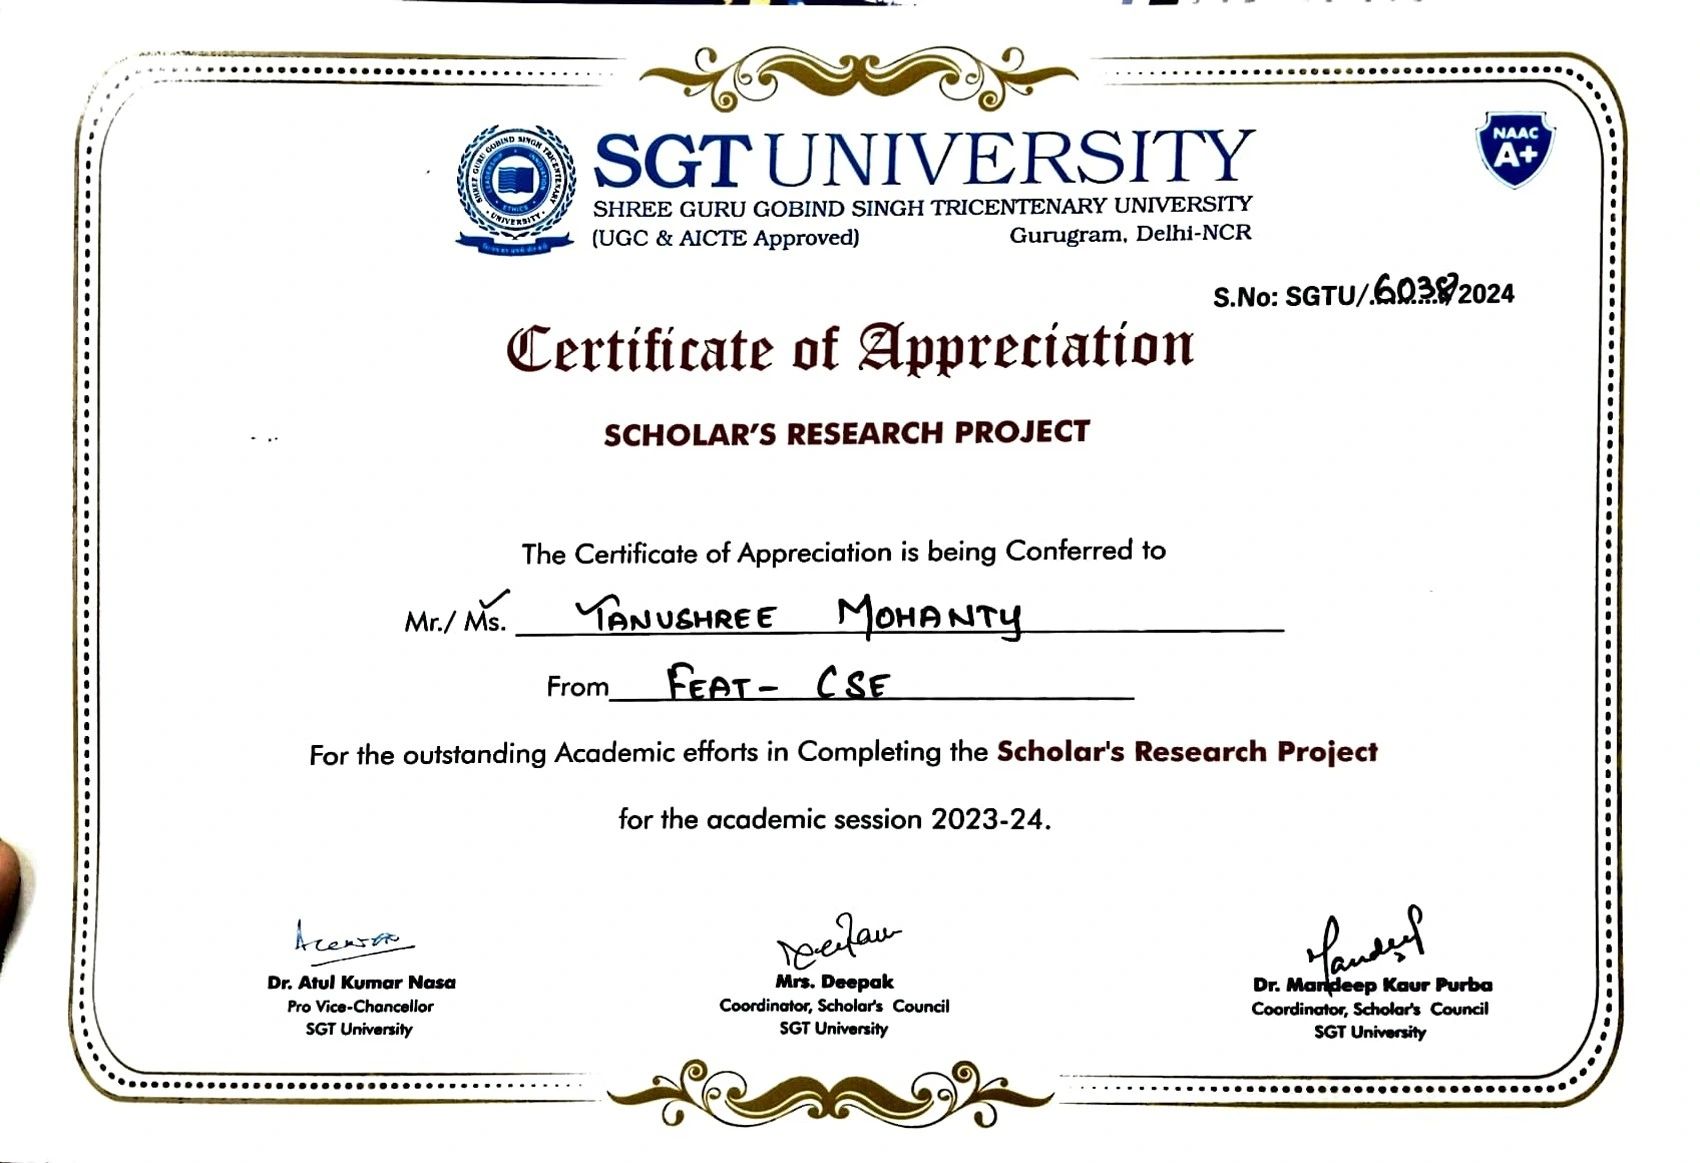 SHREE GURU GOBIND SINGH TRICENTENARY
UNIVERSITY
ETHICS
SGT UNIVERSITY
SHREE GURU GOBIND SINGH TRICENTENARY UNIVERSITY
(UGC & AICTE Approved) Gurugram, Delhi-NCR
NAAC
A+
S.No: SGTU/.6038/2024
Certificate of Appreciation
SCHOLAR'S RESEARCH PROJECT
The Certificate of Appreciation is being Conferred to
Mr./ Ms. TANUSHREE MOHANTY
From FEAT- CSE
For the outstanding Academic efforts in Completing the Scholar's Research Project
for the academic session 2023-24.
Deepak
Mandeep
Dr. Atul Kumar Nasa Mrs. Deepak Dr. Mandeep Kaur Purba
Pro Vice-Chancellor Coordinator, Scholar's Council Coordinator, Scholar's Council
SGT University SGT University SGT University